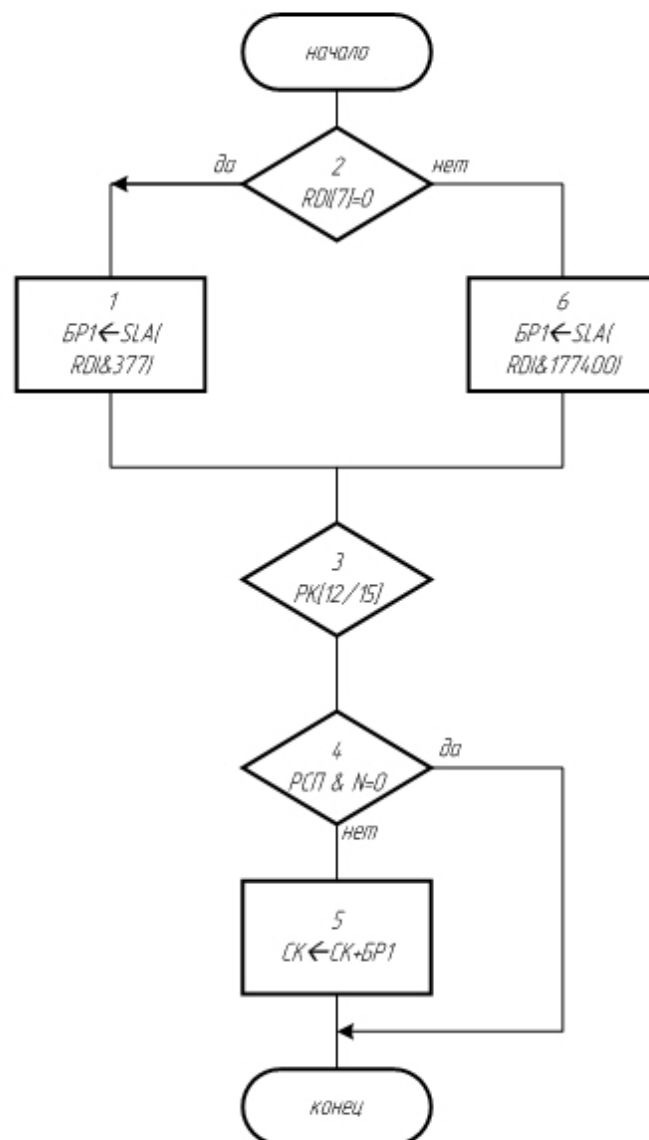 начало
да
2
нет
RDI(7)=0
1
БР1←SLA(
RDI&377)
6
БР1←SLA(
RDI&177400)
3
РК(12/15)
4
да
РСП & N=0
нет
5
СК←СК+БР1
конец